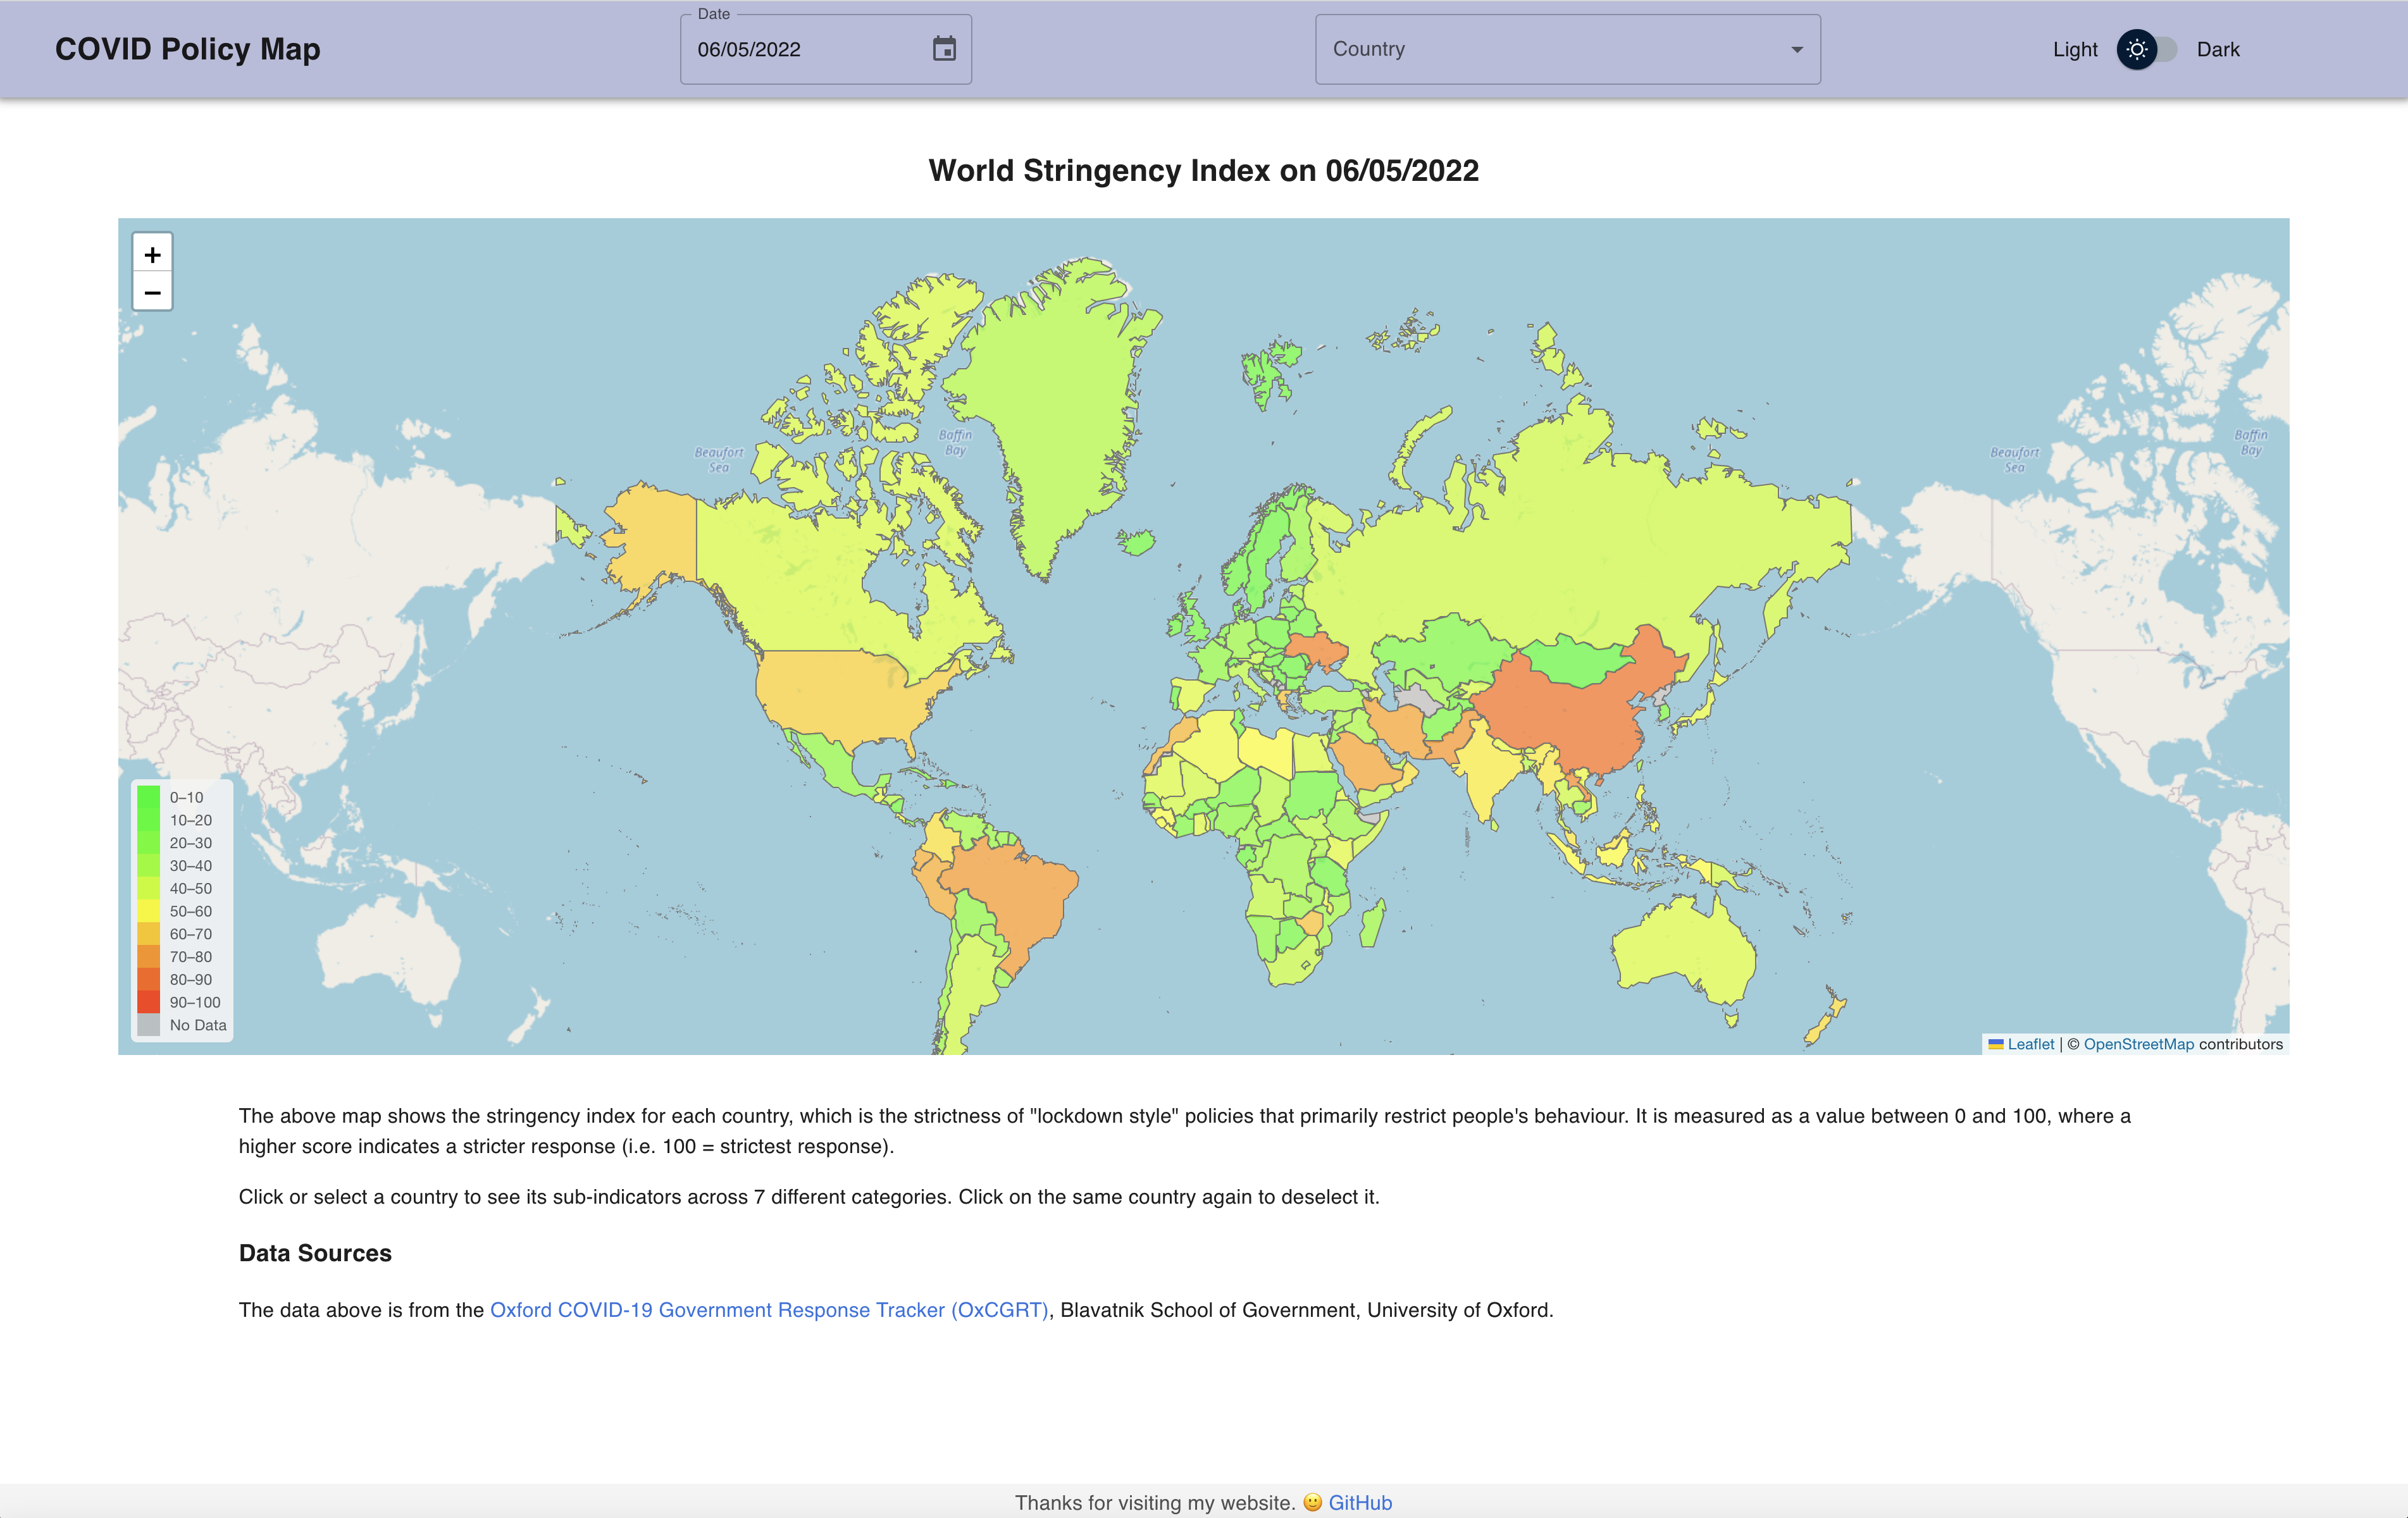 COVID Policy Map
Date
06/05/2022
Country
Light
Dark
World Stringency Index on 06/05/2022
+
−
Beaufort
Sea
Baffin
Bay
Beaufort
Sea
Baffin
Bay
0–10
10–20
20–30
30–40
40–50
50–60
60–70
70–80
80–90
90–100
No Data
Leaflet | © OpenStreetMap contributors
The above map shows the stringency index for each country, which is the strictness of "lockdown style" policies that primarily restrict people's behaviour. It is measured as a value between 0 and 100, where a
higher score indicates a stricter response (i.e. 100 = strictest response).
Click or select a country to see its sub-indicators across 7 different categories. Click on the same country again to deselect it.
Data Sources
The data above is from the Oxford COVID-19 Government Response Tracker (OxCGRT), Blavatnik School of Government, University of Oxford.
Thanks for visiting my website. 🙂 GitHub